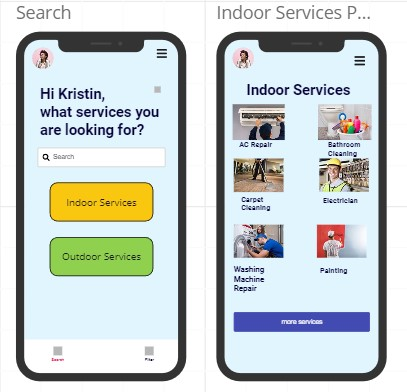 Search
Hi Kristin,
what services you
are looking for?
Search
Indoor Services
Outdoor Services
Search
Filter
Indoor Services P...
Indoor Services
AC Repair
Bathroom
Cleaning
Carpet
Cleaning
Electrician
Washing
Machine
Repair
Painting
more services